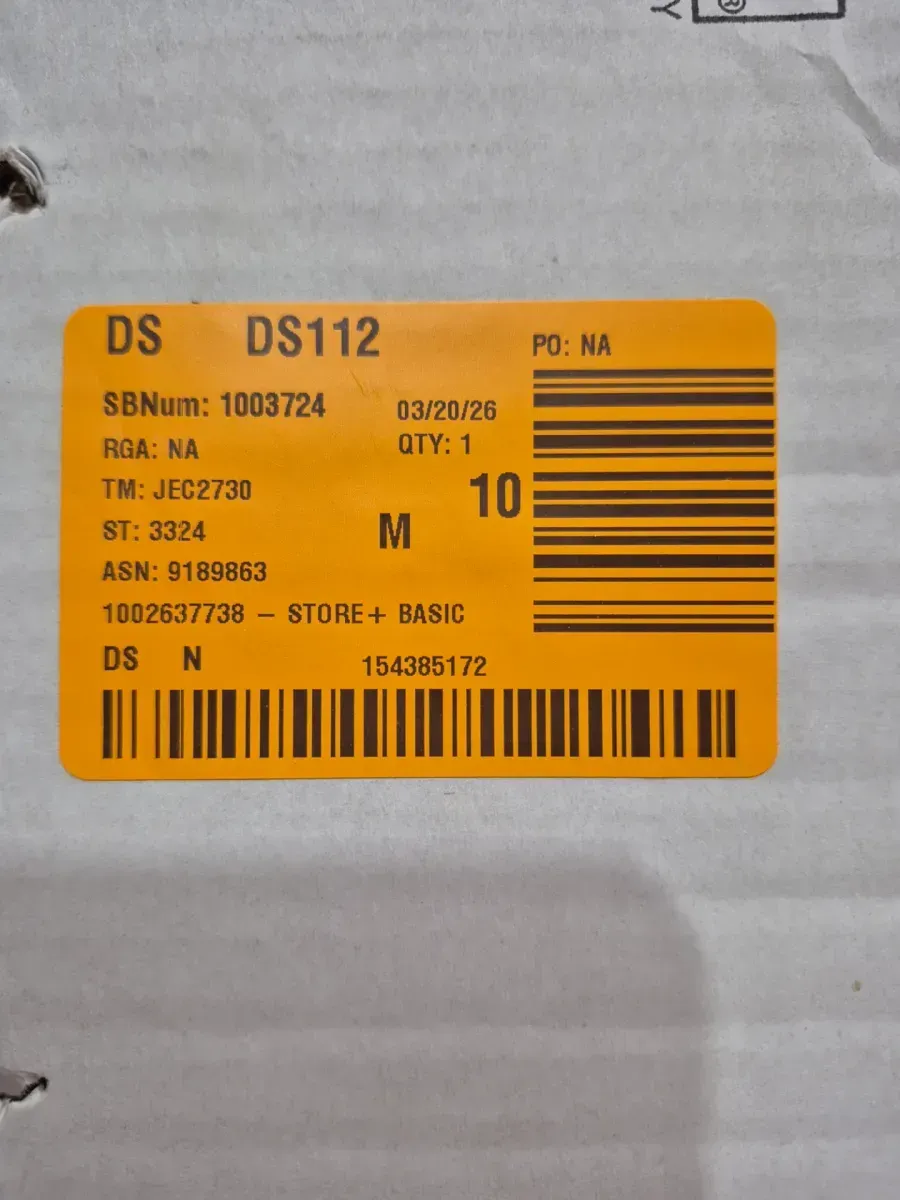 Y ®
DS DS112 PO: NA
SBNum: 1003724 03/20/26
RGA: NA QTY: 1
TM: JEC2730 10
ST: 3324 M
ASN: 9189863
1002637738 – STORE+ BASIC
DS N 154385172